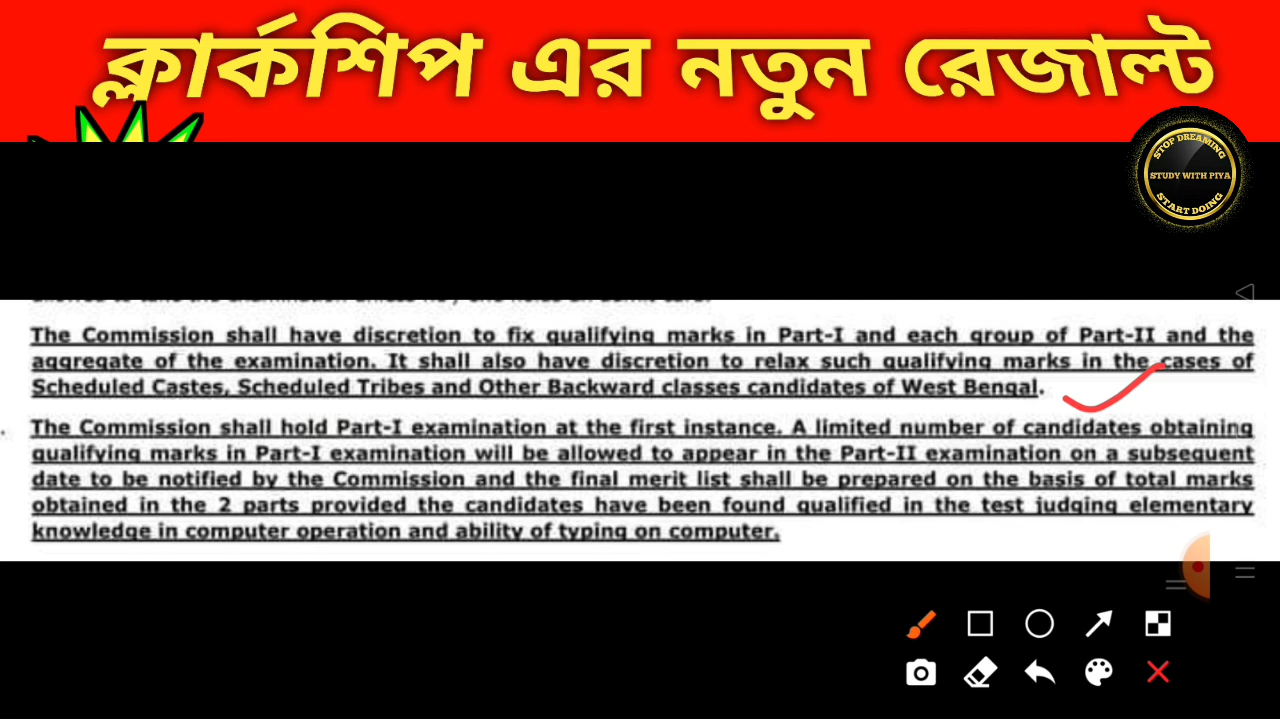 ক্লার্কশিপ এর নতুন রেজাল্ট
STOP DREAMING
STUDY WITH PIYA
START DOING
The Commission shall have discretion to fix qualifying marks in Part-I and each group of Part-II and the
aggregate of the examination. It shall also have discretion to relax such qualifying marks in the cases of
Scheduled Castes, Scheduled Tribes and Other Backward classes candidates of West Bengal.
The Commission shall hold Part-I examination at the first instance. A limited number of candidates obtaining
qualifying marks in Part-I examination will be allowed to appear in the Part-II examination on a subsequent
date to be notified by the Commission and the final merit list shall be prepared on the basis of total marks
obtained in the 2 parts provided the candidates have been found qualified in the test judging elementary
knowledge in computer operation and ability of typing on computer.